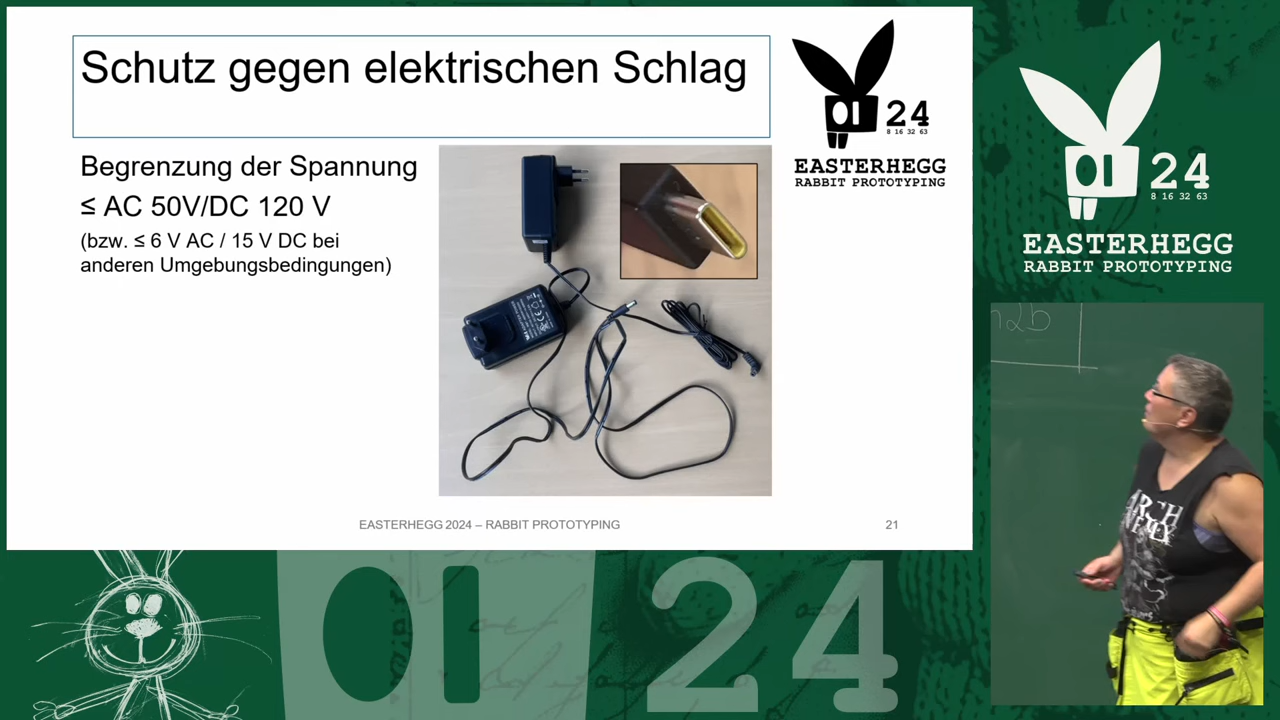 Schutz gegen elektrischen Schlag
24
8 16 32 63
EASTERHEGG
RABBIT PROTOTYPING
Begrenzung der Spannung
≤ AC 50V/DC 120 V
(bzw. ≤ 6 V AC / 15 V DC bei
anderen Umgebungsbedingungen)
EASTERHEGG 2024 – RABBIT PROTOTYPING
21
24
8 16 32 63
EASTERHEGG
RABBIT PROTOTYPING
ARCH
ENEMY
24